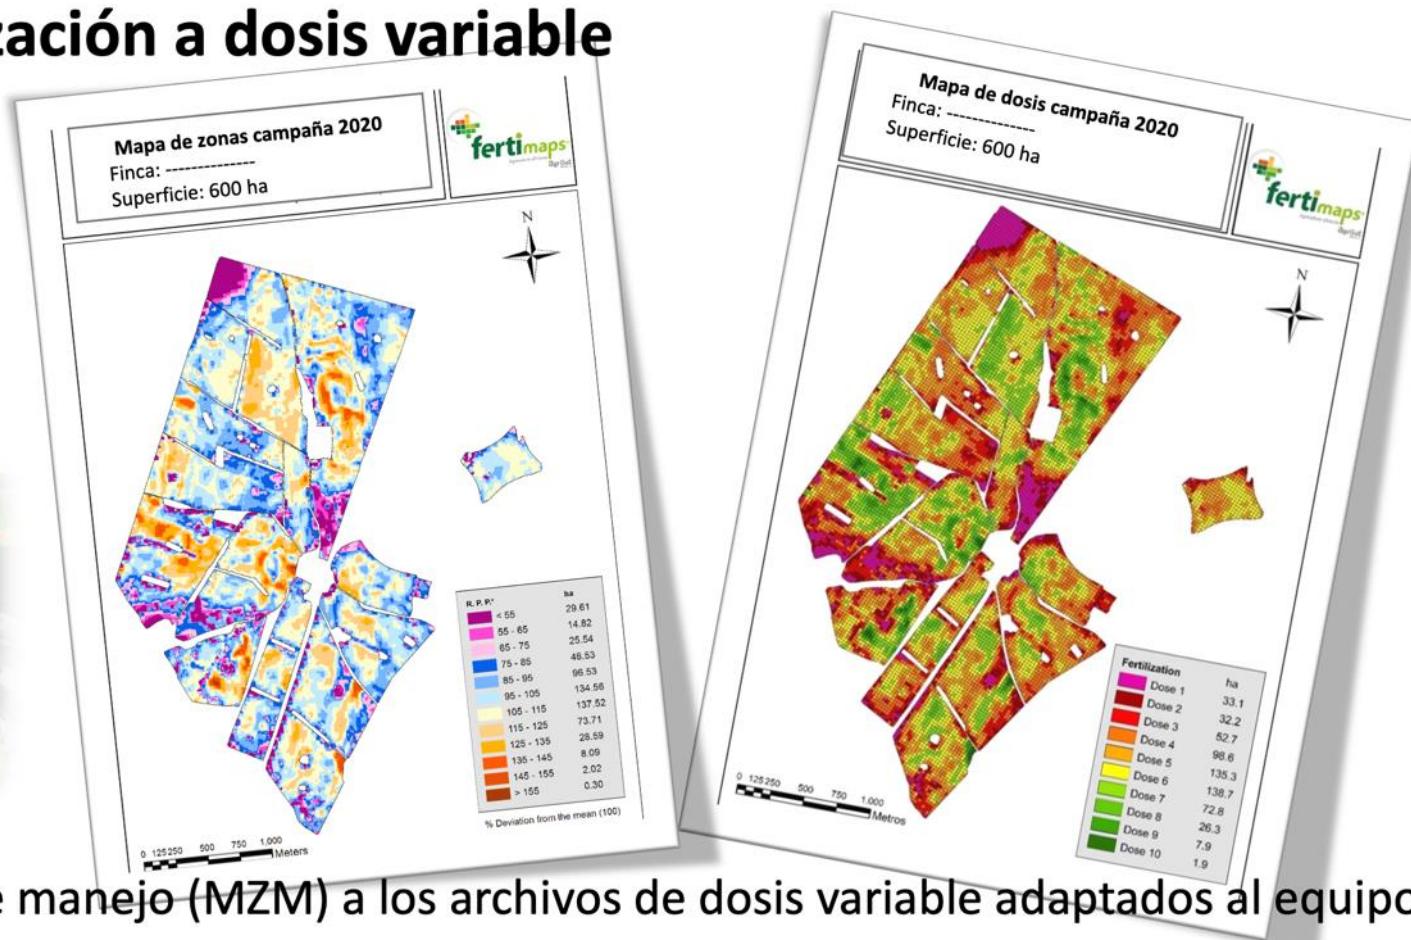 zación a dosis variable
Mapa de zonas campaña 2020
Finca: --------------
Superficie: 600 ha
fertimaps
N
R. P. P.* ha
< 55 29.61
55 - 65 14.82
65 - 75 25.54
75 - 85 46.53
85 - 95 96.53
95 - 105 134.56
105 - 115 137.52
115 - 125 73.71
125 - 135 28.59
135 - 145 8.09
145 - 155 2.02
> 155 0.30
% Deviation from the mean (100)
0 125 250 500 750 1,000
Meters
Mapa de dosis campaña 2020
Finca: --------------
Superficie: 600 ha
fertimaps
N
Fertilization ha
Dose 1 33.1
Dose 2 32.2
Dose 3 52.7
Dose 4 98.6
Dose 5 135.3
Dose 6 138.7
Dose 7 72.8
Dose 8 26.3
Dose 9 7.9
Dose 10 1.9
0 125 250 500 750 1.000
Metros
e manejo (MZM) a los archivos de dosis variable adaptados al equipo